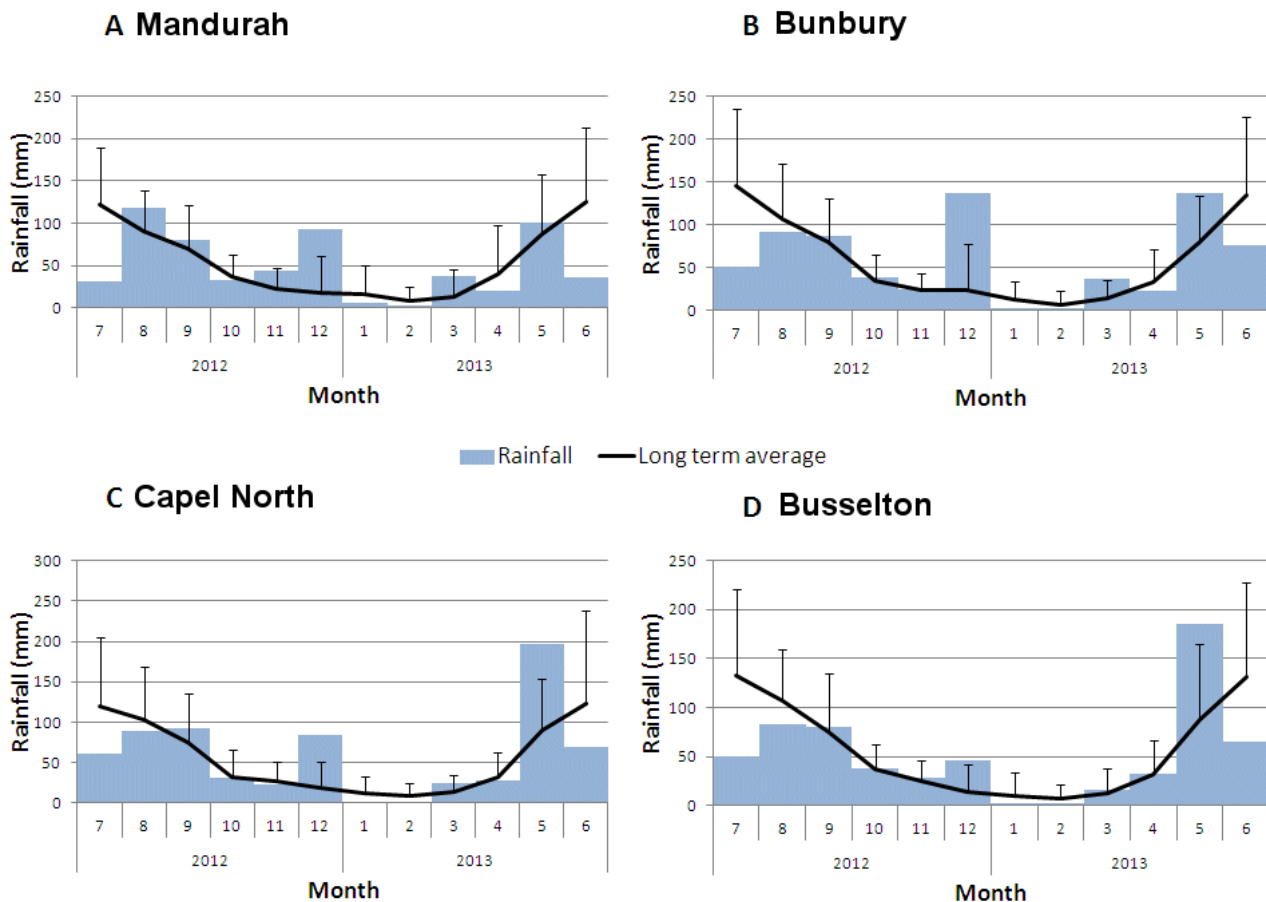 A Mandurah
250
200
150
100
50
0
Rainfall (mm)
7 8 9 10 11 12 1 2 3 4 5 6
2012 2013
Month
B Bunbury
250
200
150
100
50
0
Rainfall (mm)
7 8 9 10 11 12 1 2 3 4 5 6
2012 2013
Month
Rainfall Long term average
C Capel North
300
250
200
150
100
50
0
Rainfall (mm)
7 8 9 10 11 12 1 2 3 4 5 6
2012 2013
Month
D Busselton
250
200
150
100
50
0
Rainfall (mm)
7 8 9 10 11 12 1 2 3 4 5 6
2012 2013
Month